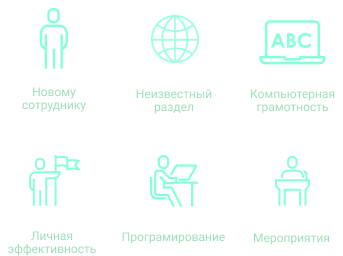 ABC
Новому
сотруднику
Неизвестный
раздел
Компьютерная
грамотность
Личная
эффективность
Програмирование
Мероприятия